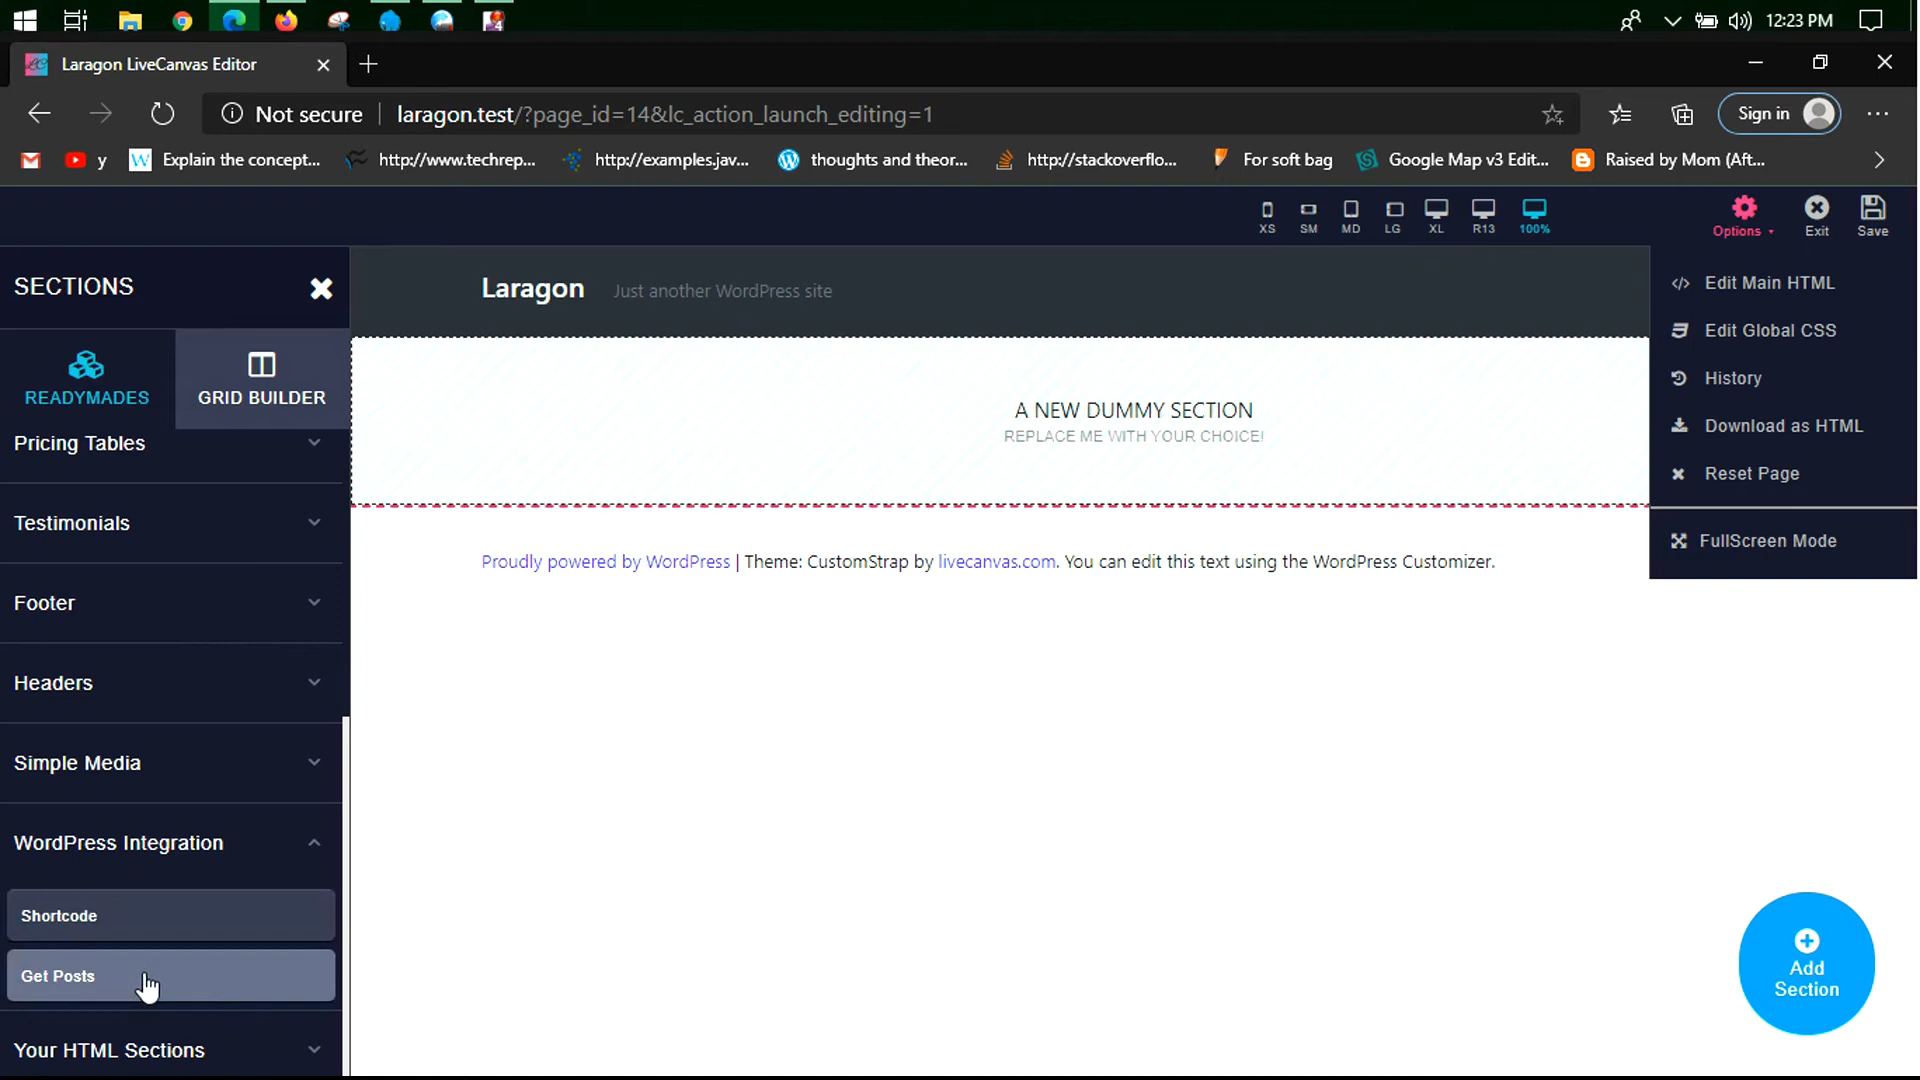 12:23 PM
Laragon LiveCanvas Editor
Not secure laragon.test/?page_id=14&lc_action_launch_editing=1 Sign in
y Explain the concept... http://www.techrep... http://examples.jav... thoughts and theor... http://stackoverflo... For soft bag Google Map v3 Edit... Raised by Mom (Aft...
XS SM MD LG XL R13 100% Options Exit Save
SECTIONS
READYMADES
GRID BUILDER
Pricing Tables
Testimonials
Footer
Headers
Simple Media
WordPress Integration
Shortcode
Get Posts
Your HTML Sections
Laragon Just another WordPress site
A NEW DUMMY SECTION
REPLACE ME WITH YOUR CHOICE!
Proudly powered by WordPress | Theme: CustomStrap by livecanvas.com. You can edit this text using the WordPress Customizer.
Edit Main HTML
Edit Global CSS
History
Download as HTML
Reset Page
FullScreen Mode
Add
Section